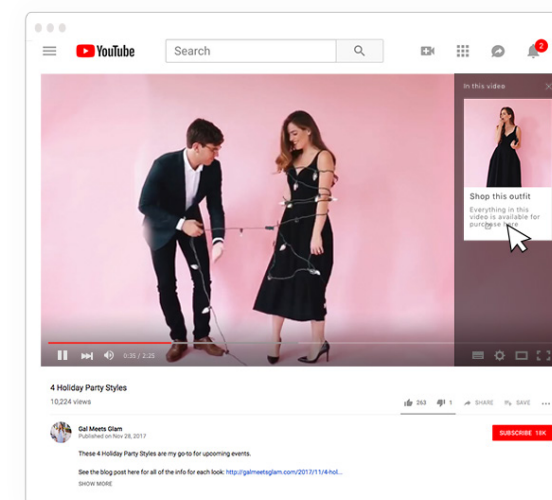 YouTube
Search
2
In this video
Shop this outfit
Everything in this
video is available for
purchase here
0:35 / 2:25
4 Holiday Party Styles
10,224 views
263
1
SHARE
SAVE
Gal Meets Glam
Published on Nov 28, 2017
SUBSCRIBE 18K
These 4 Holiday Party Styles are my go-to for upcoming events.
See the blog post here for all of the info for each look: http://galmeetsglam.com/2017/11/4-hol...
SHOW MORE